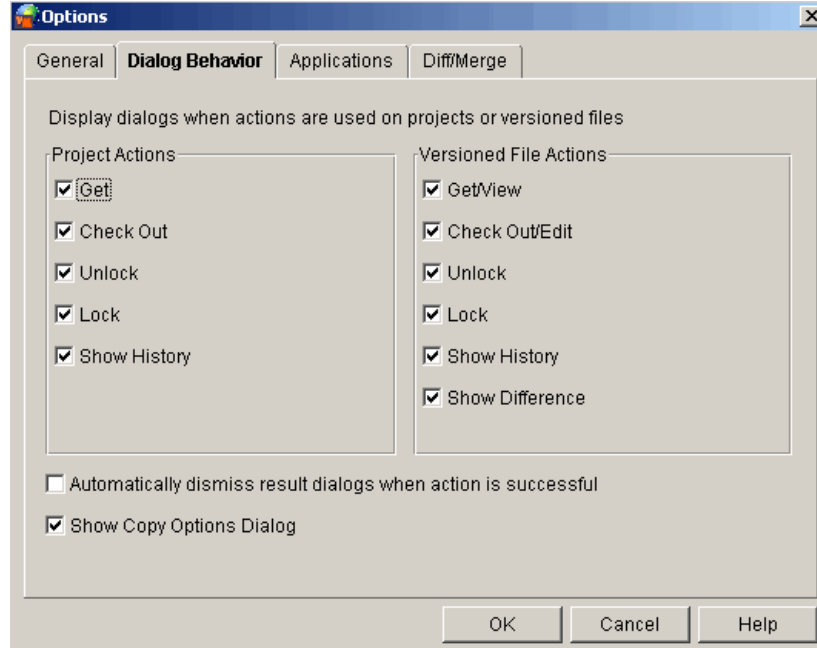 Options
General Dialog Behavior Applications Diff/Merge
Display dialogs when actions are used on projects or versioned files
Project Actions
Get
Check Out
Unlock
Lock
Show History
Versioned File Actions
Get/View
Check Out/Edit
Unlock
Lock
Show History
Show Difference
Automatically dismiss result dialogs when action is successful
Show Copy Options Dialog
OK Cancel Help